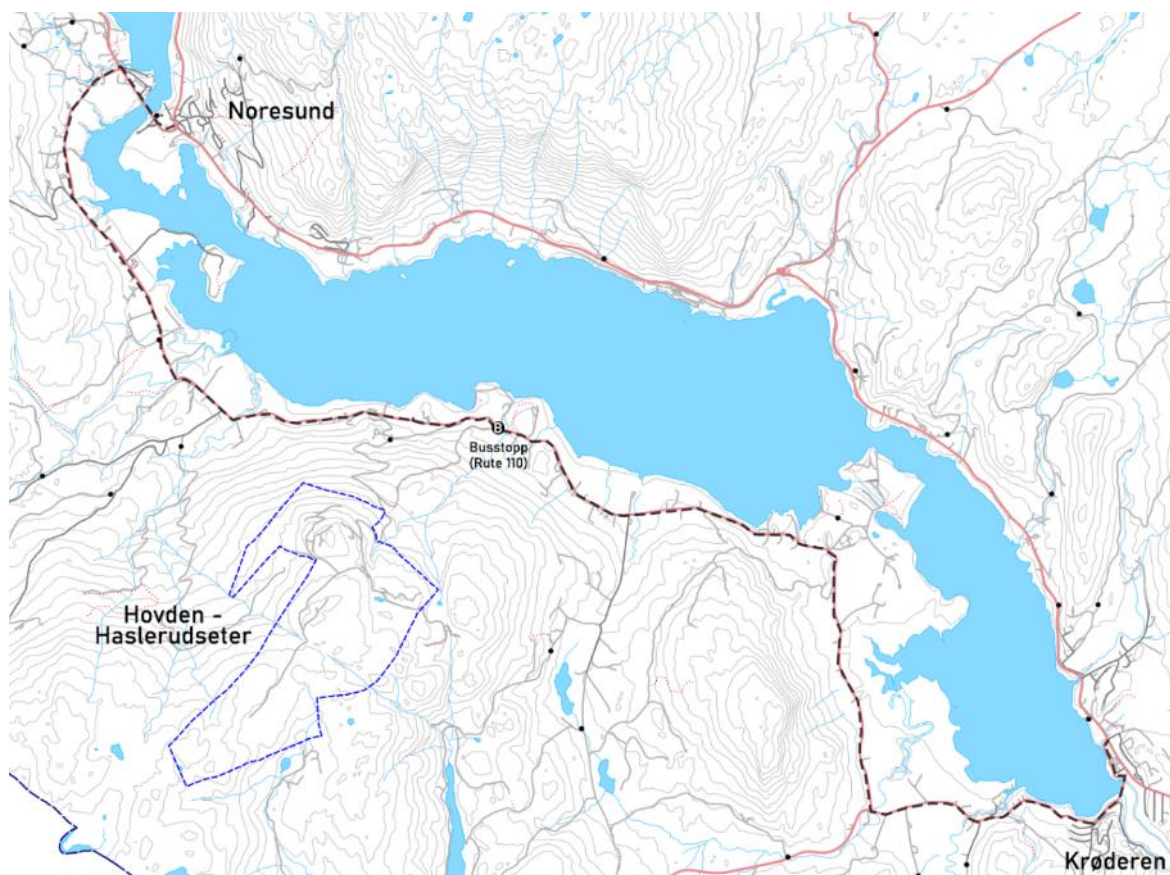 Noresund
B
Busstopp
(Rute 110)
Hovden -
Haslerudseter
Krøderen